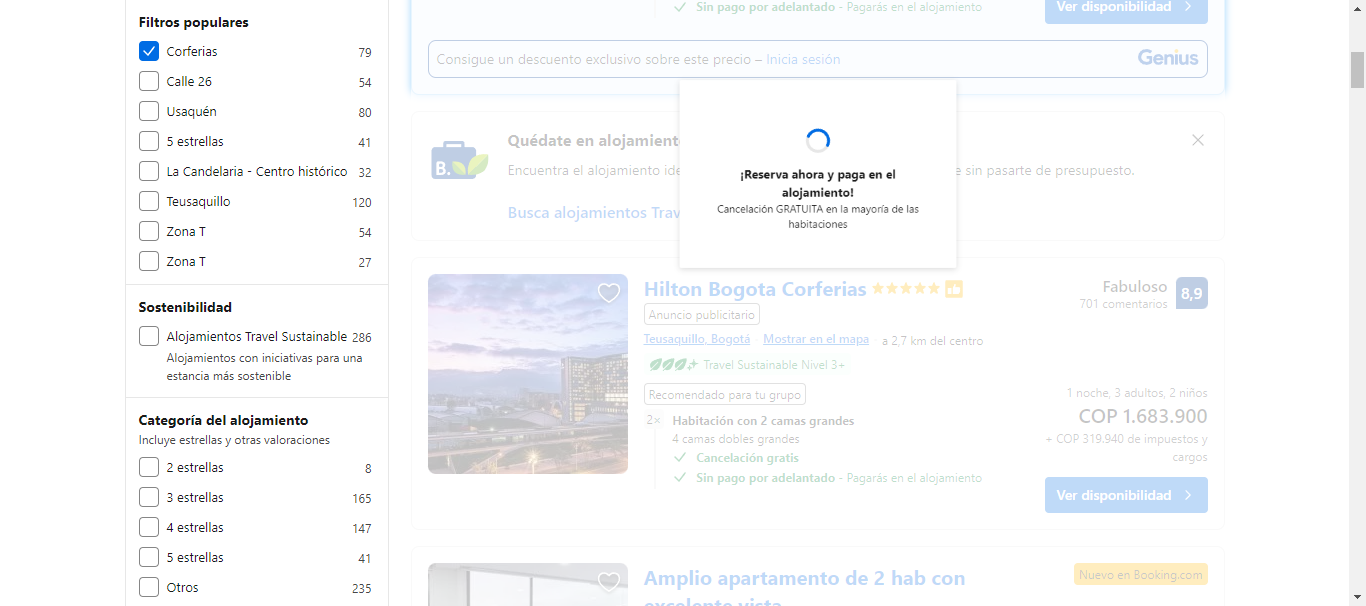 Filtros populares
Corferias 79
Calle 26 54
Usaquén 80
5 estrellas 41
La Candelaria - Centro histórico 32
Teusaquillo 120
Zona T 54
Zona T 27
Sostenibilidad
Alojamientos Travel Sustainable 286
Alojamientos con iniciativas para una
estancia más sostenible
Categoría del alojamiento
Incluye estrellas y otras valoraciones
2 estrellas 8
3 estrellas 165
4 estrellas 147
5 estrellas 41
Otros 235
Sin pago por adelantado - Pagarás en el alojamiento
Ver disponibilidad
Consigue un descuento exclusivo sobre este precio – Inicia sesión
Genius
B.
Quédate en alojamient
Encuentra el alojamiento ide
e sin pasarte de presupuesto.
Busca alojamientos Trav
¡Reserva ahora y paga en el
alojamiento!
Cancelación GRATUITA en la mayoría de las
habitaciones
Hilton Bogota Corferias
Anuncio publicitario
Teusaquillo, Bogotá Mostrar en el mapa a 2,7 km del centro
Travel Sustainable Nivel 3+
Recomendado para tu grupo
2× Habitación con 2 camas grandes
4 camas dobles grandes
Cancelación gratis
Sin pago por adelantado - Pagarás en el alojamiento
Fabuloso
701 comentarios
8,9
1 noche, 3 adultos, 2 niños
COP 1.683.900
+ COP 319.940 de impuestos y
cargos
Ver disponibilidad
Amplio apartamento de 2 hab con
excelente vista
Nuevo en Booking.com